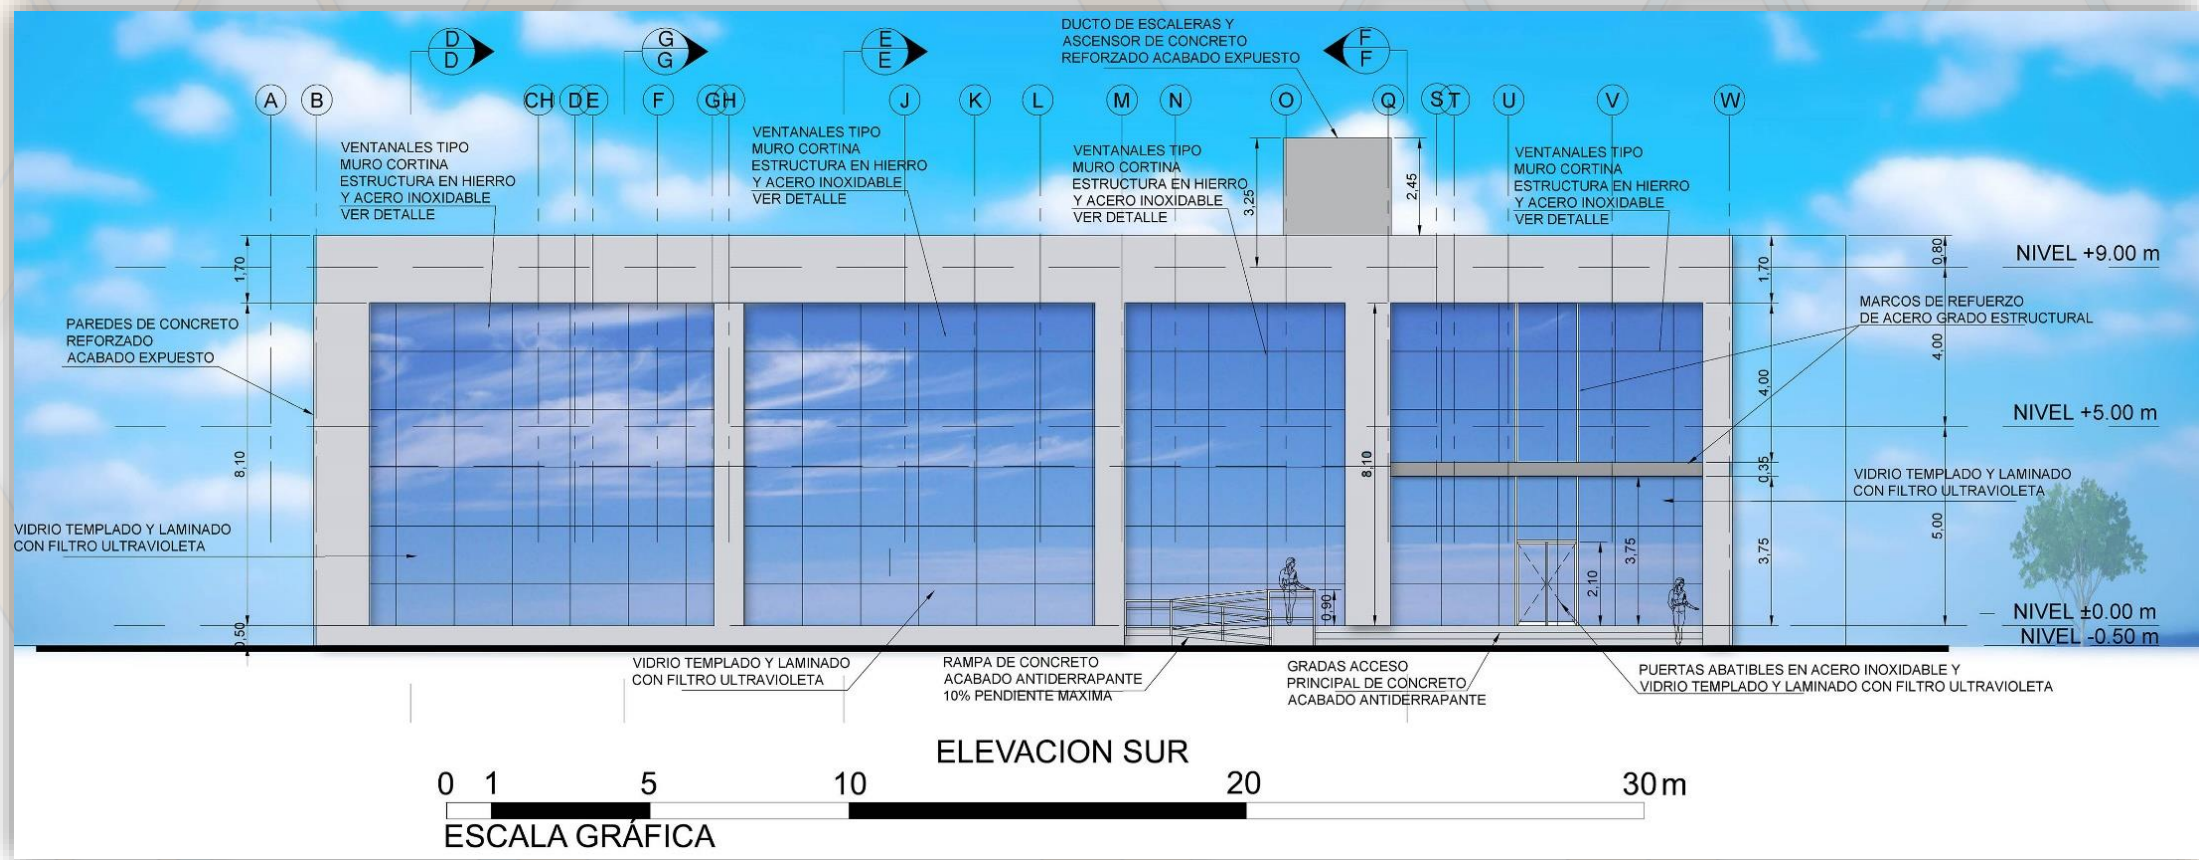 DUCTO DE ESCALERAS Y
ASCENSOR DE CONCRETO
REFORZADO ACABADO EXPUESTO
D
D
G
G
E
E
F
F
A
B
CH
D
E
F
G
H
J
K
L
M
N
O
Q
S
T
U
V
W
VENTANALES TIPO
MURO CORTINA
ESTRUCTURA EN HIERRO
Y ACERO INOXIDABLE
VER DETALLE
VENTANALES TIPO
MURO CORTINA
ESTRUCTURA EN HIERRO
Y ACERO INOXIDABLE
VER DETALLE
VENTANALES TIPO
MURO CORTINA
ESTRUCTURA EN HIERRO
Y ACERO INOXIDABLE
VER DETALLE
VENTANALES TIPO
MURO CORTINA
ESTRUCTURA EN HIERRO
Y ACERO INOXIDABLE
VER DETALLE
3,25
2,45
1,70
1,70
0,80
NIVEL +9.00 m
PAREDES DE CONCRETO
REFORZADO
ACABADO EXPUESTO
MARCOS DE REFUERZO
DE ACERO GRADO ESTRUCTURAL
4,00
4,00
NIVEL +5.00 m
8,10
8,10
0,35
VIDRIO TEMPLADO Y LAMINADO
CON FILTRO ULTRAVIOLETA
VIDRIO TEMPLADO Y LAMINADO
CON FILTRO ULTRAVIOLETA
5,00
3,75
3,75
2,10
0,90
0,50
NIVEL ±0.00 m
NIVEL -0.50 m
VIDRIO TEMPLADO Y LAMINADO
CON FILTRO ULTRAVIOLETA
RAMPA DE CONCRETO
ACABADO ANTIDERRAPANTE
10% PENDIENTE MAXIMA
GRADAS ACCESO
PRINCIPAL DE CONCRETO
ACABADO ANTIDERRAPANTE
PUERTAS ABATIBLES EN ACERO INOXIDABLE Y
VIDRIO TEMPLADO Y LAMINADO CON FILTRO ULTRAVIOLETA
ELEVACION SUR
0 1 5 10 20 30 m
ESCALA GRÁFICA